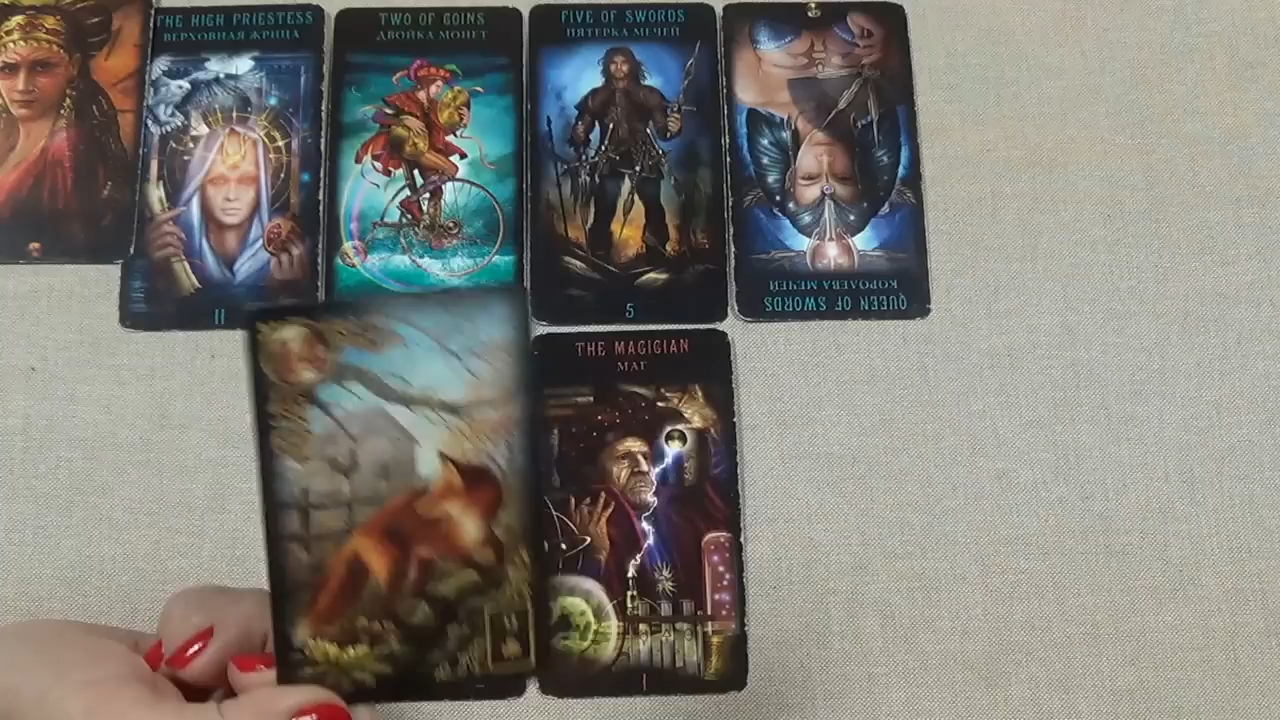 THE HIGH PRIESTESS
ВЕРХОВНАЯ ЖРИЦА
II
TWO OF COINS
ДВОЙКА МОНЕТ
FIVE OF SWORDS
ПЯТЕРКА МЕЧЕЙ
5
QUEEN OF SWORDS
КОРОЛЕВА МЕЧЕЙ
THE MAGICIAN
МАГ
I